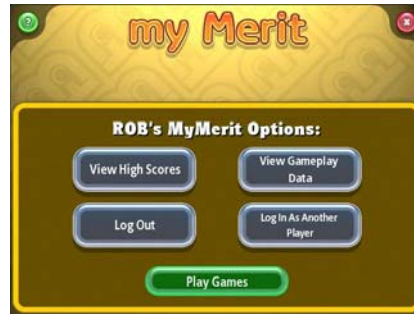 ?
my Merit
x
ROB's MyMerit Options:
View High Scores
View Gameplay
Data
Log Out
Log In As Another
Player
Play Games